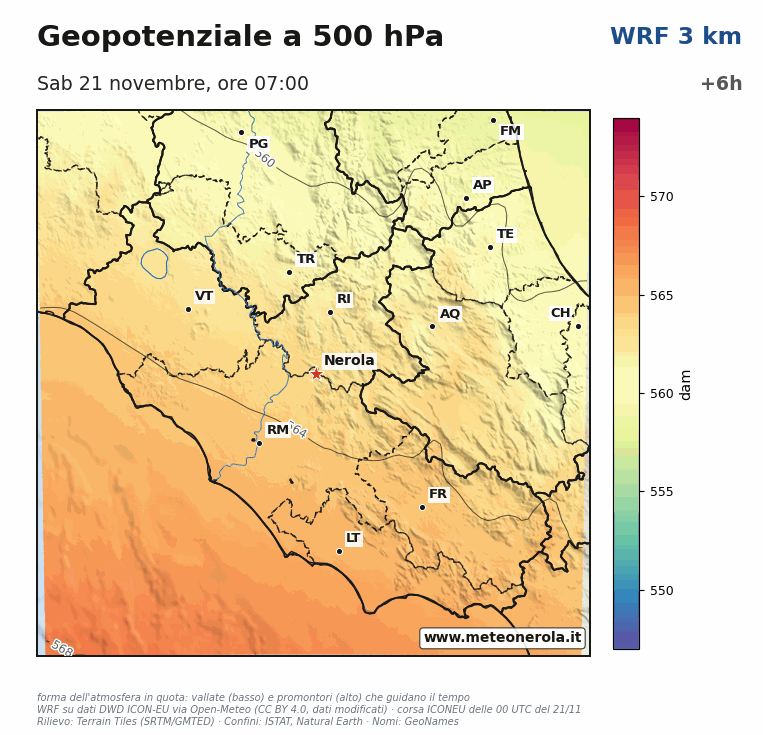 Geopotenziale a 500 hPa
WRF 3 km
Sab 21 novembre, ore 07:00
+6h
FM
PG
560
AP
TE
TR
VT
RI
AQ
CH
Nerola
RM
564
FR
LT
568
www.meteonerola.it
570
565
560
555
550
dam
forma dell'atmosfera in quota: vallate (basso) e promontori (alto) che guidano il tempo
WRF su dati DWD ICON-EU via Open-Meteo (CC BY 4.0, dati modificati) · corsa ICONEU delle 00 UTC del 21/11
Rilievo: Terrain Tiles (SRTM/GMTED) · Confini: ISTAT, Natural Earth · Nomi: GeoNames